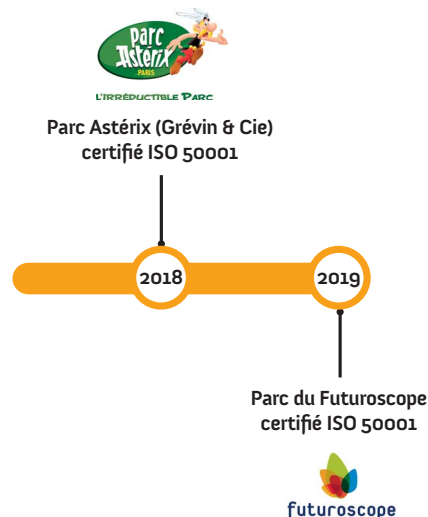 Parc
Astérix
PARIS
L'IRRÉDUCTIBLE PARC
Parc Astérix (Grévin & Cie)
certifié ISO 50001
2018
2019
Parc du Futuroscope
certifié ISO 50001
futuroscope